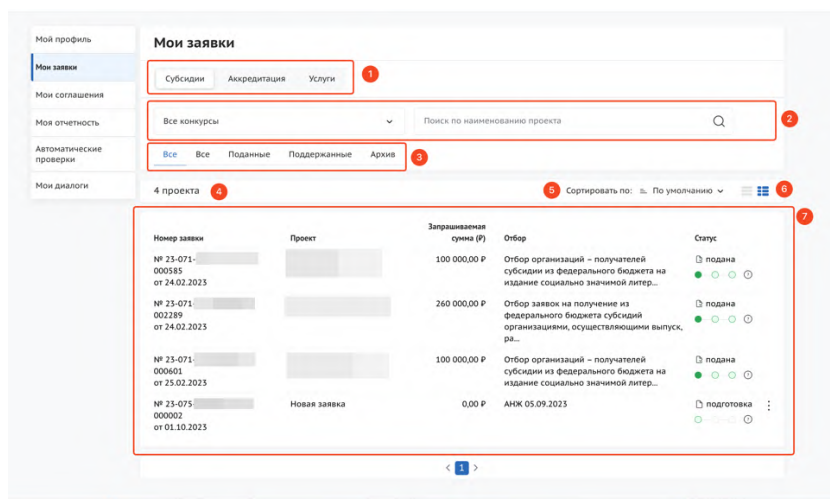 Мой профиль
Мои заявки
Мои соглашения
Моя отчетность
Автоматические
проверки
Мои диалоги
Мои заявки
Субсидии Аккредитация Услуги 1
Все конкурсы Поиск по наименованию проекта 2
Все Все Поданные Поддержанные Архив 3
4 проекта 4 5 Сортировать по: По умолчанию 6
7
Запрашиваемая
Номер заявки Проект сумма (₽) Отбор Статус
№ 23-071- 100 000,00 ₽ Отбор организаций – получателей подана
000585 субсидии из федерального бюджета на
от 24.02.2023 издание социально значимой литер...
№ 23-071- 260 000,00 ₽ Отбор заявок на получение из подана
002289 федерального бюджета субсидий
от 24.02.2023 организациями, осуществляющими выпуск,
ра...
№ 23-071- 100 000,00 ₽ Отбор организаций – получателей подана
000601 субсидии из федерального бюджета на
от 25.02.2023 издание социально значимой литер...
№ 23-075- Новая заявка 0,00 ₽ АНЖ 05.09.2023 подготовка
000002
от 01.10.2023
< 1 >